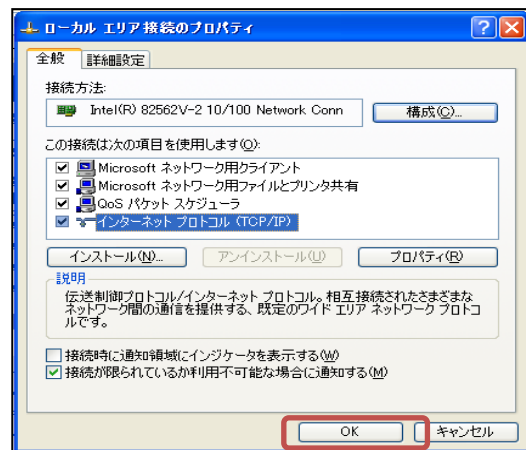 ローカル エリア接続のプロパティ
全般
詳細設定
接続方法:
Intel(R) 82562V-2 10/100 Network Conn
構成(C)...
この接続は次の項目を使用します(O):
Microsoft ネットワーク用クライアント
Microsoft ネットワーク用ファイルとプリンタ共有
QoS パケット スケジューラ
インターネット プロトコル (TCP/IP)
インストール(N)...
アンインストール(U)
プロパティ(R)
説明
伝送制御プロトコル/インターネット プロトコル。相互接続されたさまざまな
ネットワーク間の通信を提供する、既定のワイド エリア ネットワーク プロトコ
ルです。
接続時に通知領域にインジケータを表示する(W)
接続が限られているか利用不可能な場合に通知する(M)
OK
キャンセル